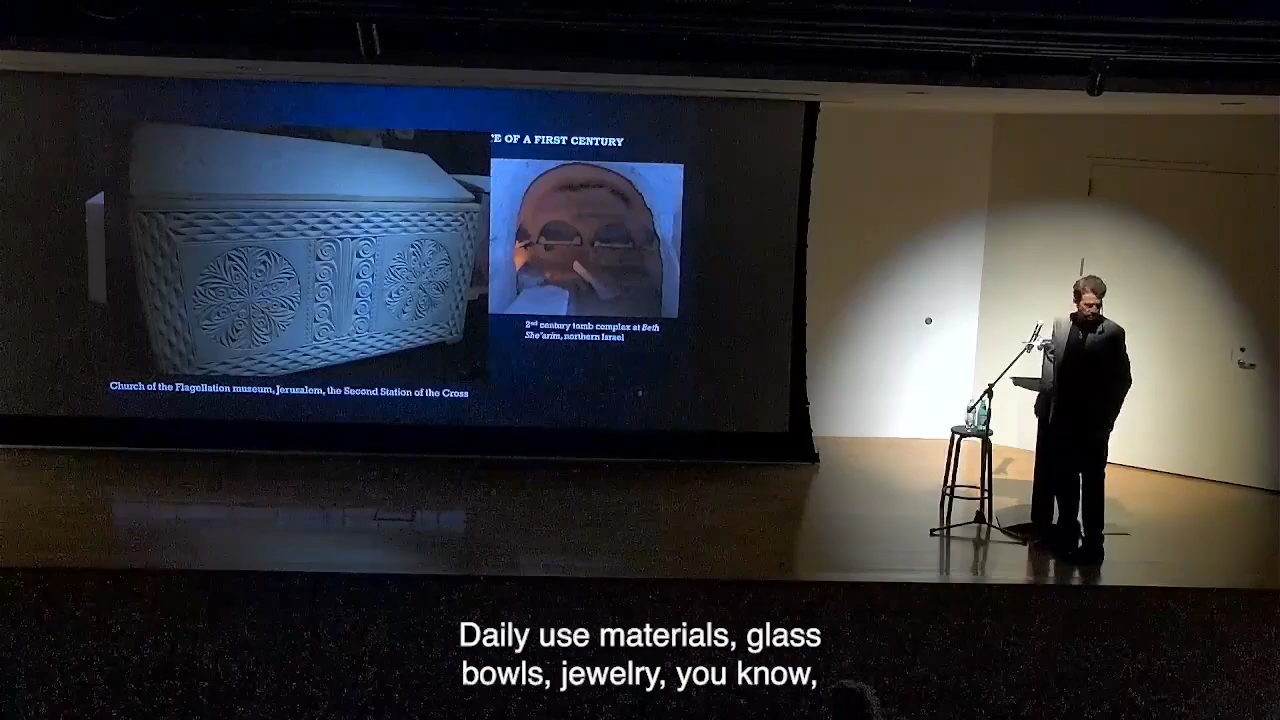 E OF A FIRST CENTURY
2nd century tomb complex at Beth
She'arim, northern Israel
Church of the Flagellation museum, Jerusalem, the Second Station of the Cross
Daily use materials, glass
bowls, jewelry, you know,